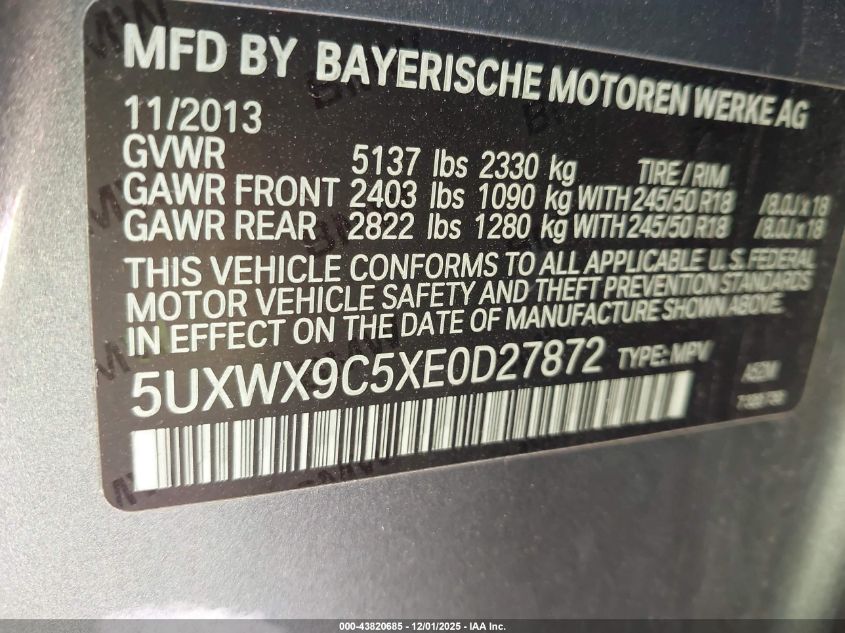 MFD BY BAYERISCHE MOTOREN WERKE AG
11/2013
GVWR 5137 lbs 2330 kg TIRE / RIM
GAWR FRONT 2403 lbs 1090 kg WITH 245/50 R18 / 8.0J x 18
GAWR REAR 2822 lbs 1280 kg WITH 245/50 R18 / 8.0J x 18
THIS VEHICLE CONFORMS TO ALL APPLICABLE U.S. FEDERAL
MOTOR VEHICLE SAFETY AND THEFT PREVENTION STANDARDS
IN EFFECT ON THE DATE OF MANUFACTURE SHOWN ABOVE.
5UXWX9C5XE0D27872 TYPE: MPV
000-43820685 - 12/01/2025 - IAA Inc.